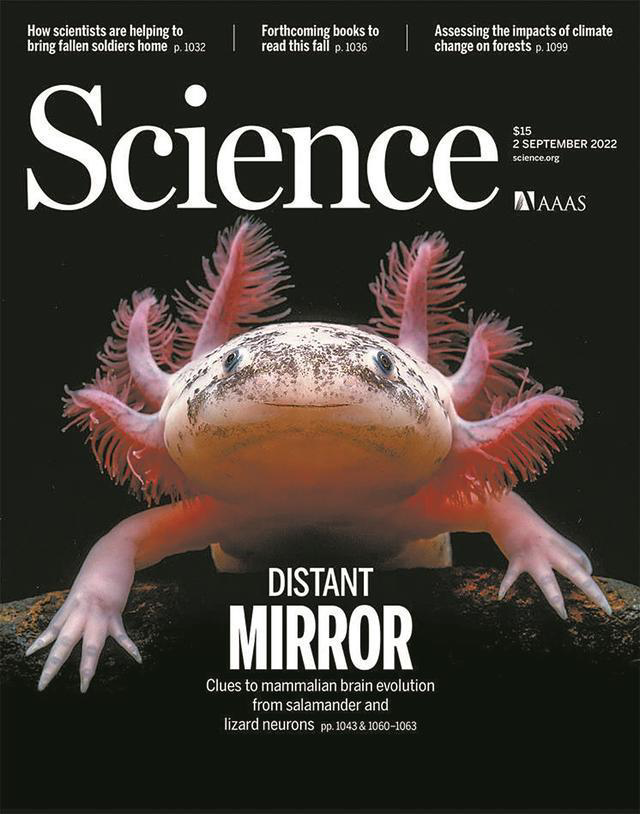 How scientists are helping to
bring fallen soldiers home p. 1032
Forthcoming books to
read this fall p. 1036
Assessing the impacts of climate
change on forests p. 1099
Science
$15
2 SEPTEMBER 2022
science.org
AAAS
DISTANT
MIRROR
Clues to mammalian brain evolution
from salamander and
lizard neurons pp. 1043 & 1060–1063